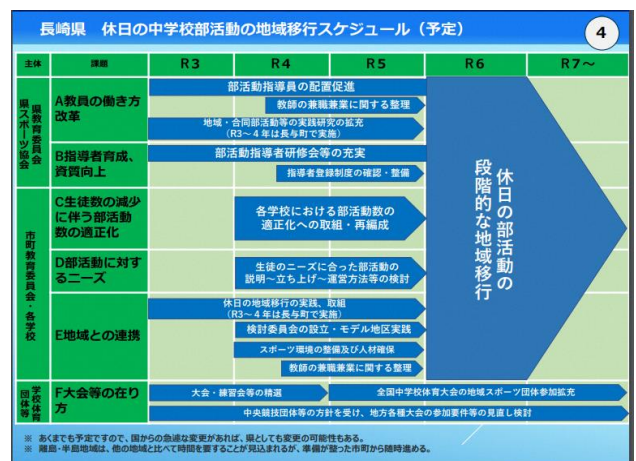 長崎県　休日の中学校部活動の地域移行スケジュール（予定）
4
主体
課題
R3
R4
R5
R6
R7～
県教育委員会
県スポーツ協会
A教員の働き方
改革
部活動指導員の配置促進
教師の兼職兼業に関する整理
地域・合同部活動等の実践研究の拡充
（R3～4年は長与町で実施）
B指導者育成、
資質向上
部活動指導者研修会等の充実
指導者登録制度の確認・整備
市町教育委員会・各学校
C生徒数の減少
に伴う部活動
数の適正化
各学校における部活動数の
適正化への取組・再編成
D部活動に対す
るニーズ
生徒のニーズに合った部活動の
説明～立ち上げ～運営方法等の検討
E地域との連携
休日の地域移行の実践、取組
（R3～4年は長与町で実施）
検討委員会の設立・モデル地区実践
スポーツ環境の整備及び人材確保
教師の兼職兼業に関する整理
休日の部活動の
段階的な地域移行
学校体育
団体等
F大会等の在り
方
大会・練習会等の精選
全国中学校体育大会の地域スポーツ団体参加拡充
中央競技団体等の方針を受け、地方各種大会の参加要件等の見直し検討
※　あくまでも予定ですので、国からの急遽な変更があれば、県としても変更の可能性もある。
※　離島・半島地域は、他の地域と比べて時間を要することが見込まれるが、準備が整った市町から随時進める。